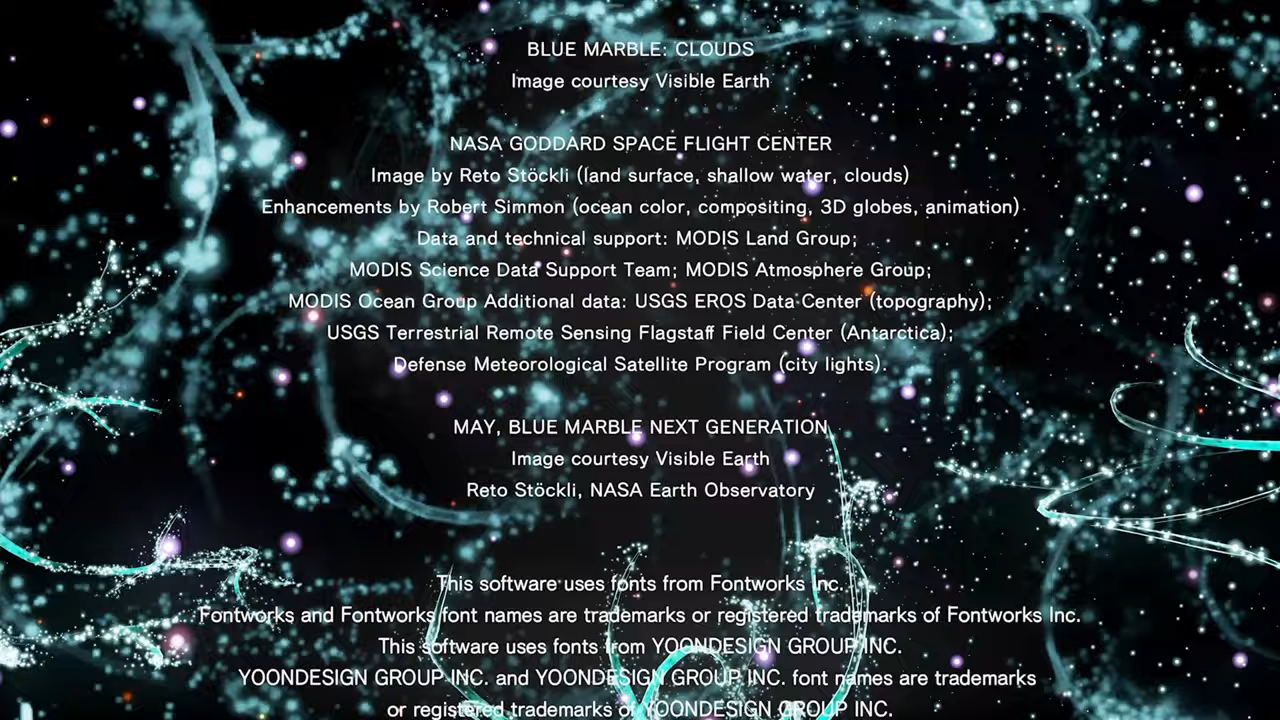 BLUE MARBLE: CLOUDS
Image courtesy Visible Earth
NASA GODDARD SPACE FLIGHT CENTER
Image by Reto Stöckli (land surface, shallow water, clouds)
Enhancements by Robert Simmon (ocean color, compositing, 3D globes, animation)
Data and technical support: MODIS Land Group;
MODIS Science Data Support Team; MODIS Atmosphere Group;
MODIS Ocean Group Additional data: USGS EROS Data Center (topography);
USGS Terrestrial Remote Sensing Flagstaff Field Center (Antarctica);
Defense Meteorological Satellite Program (city lights).
MAY, BLUE MARBLE NEXT GENERATION
Image courtesy Visible Earth
Reto Stöckli, NASA Earth Observatory
This software uses fonts from Fontworks Inc.
Fontworks and Fontworks font names are trademarks or registered trademarks of Fontworks Inc.
This software uses fonts from YOONDESIGN GROUP INC.
YOONDESIGN GROUP INC. and YOONDESIGN GROUP INC. font names are trademarks
or registered trademarks of YOONDESIGN GROUP INC.